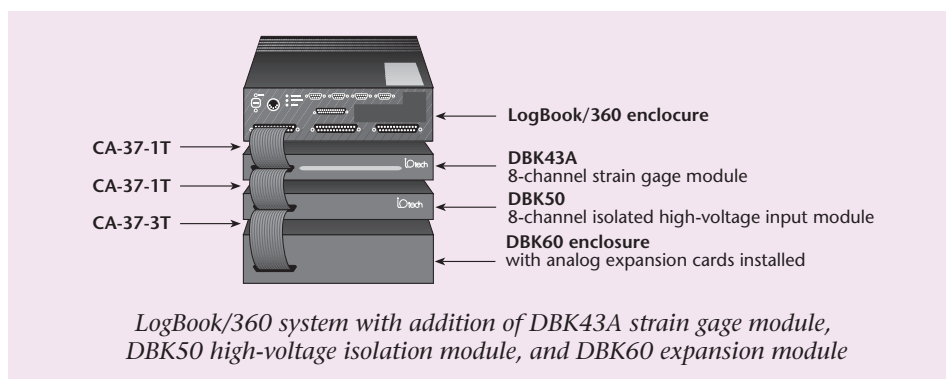 LogBook/360 enclocure
CA-37-1T
DBK43A
8-channel strain gage module
CA-37-1T
DBK50
8-channel isolated high-voltage input module
CA-37-3T
DBK60 enclosure
with analog expansion cards installed
iOtech
iOtech
LogBook/360 system with addition of DBK43A strain gage module,
DBK50 high-voltage isolation module, and DBK60 expansion module